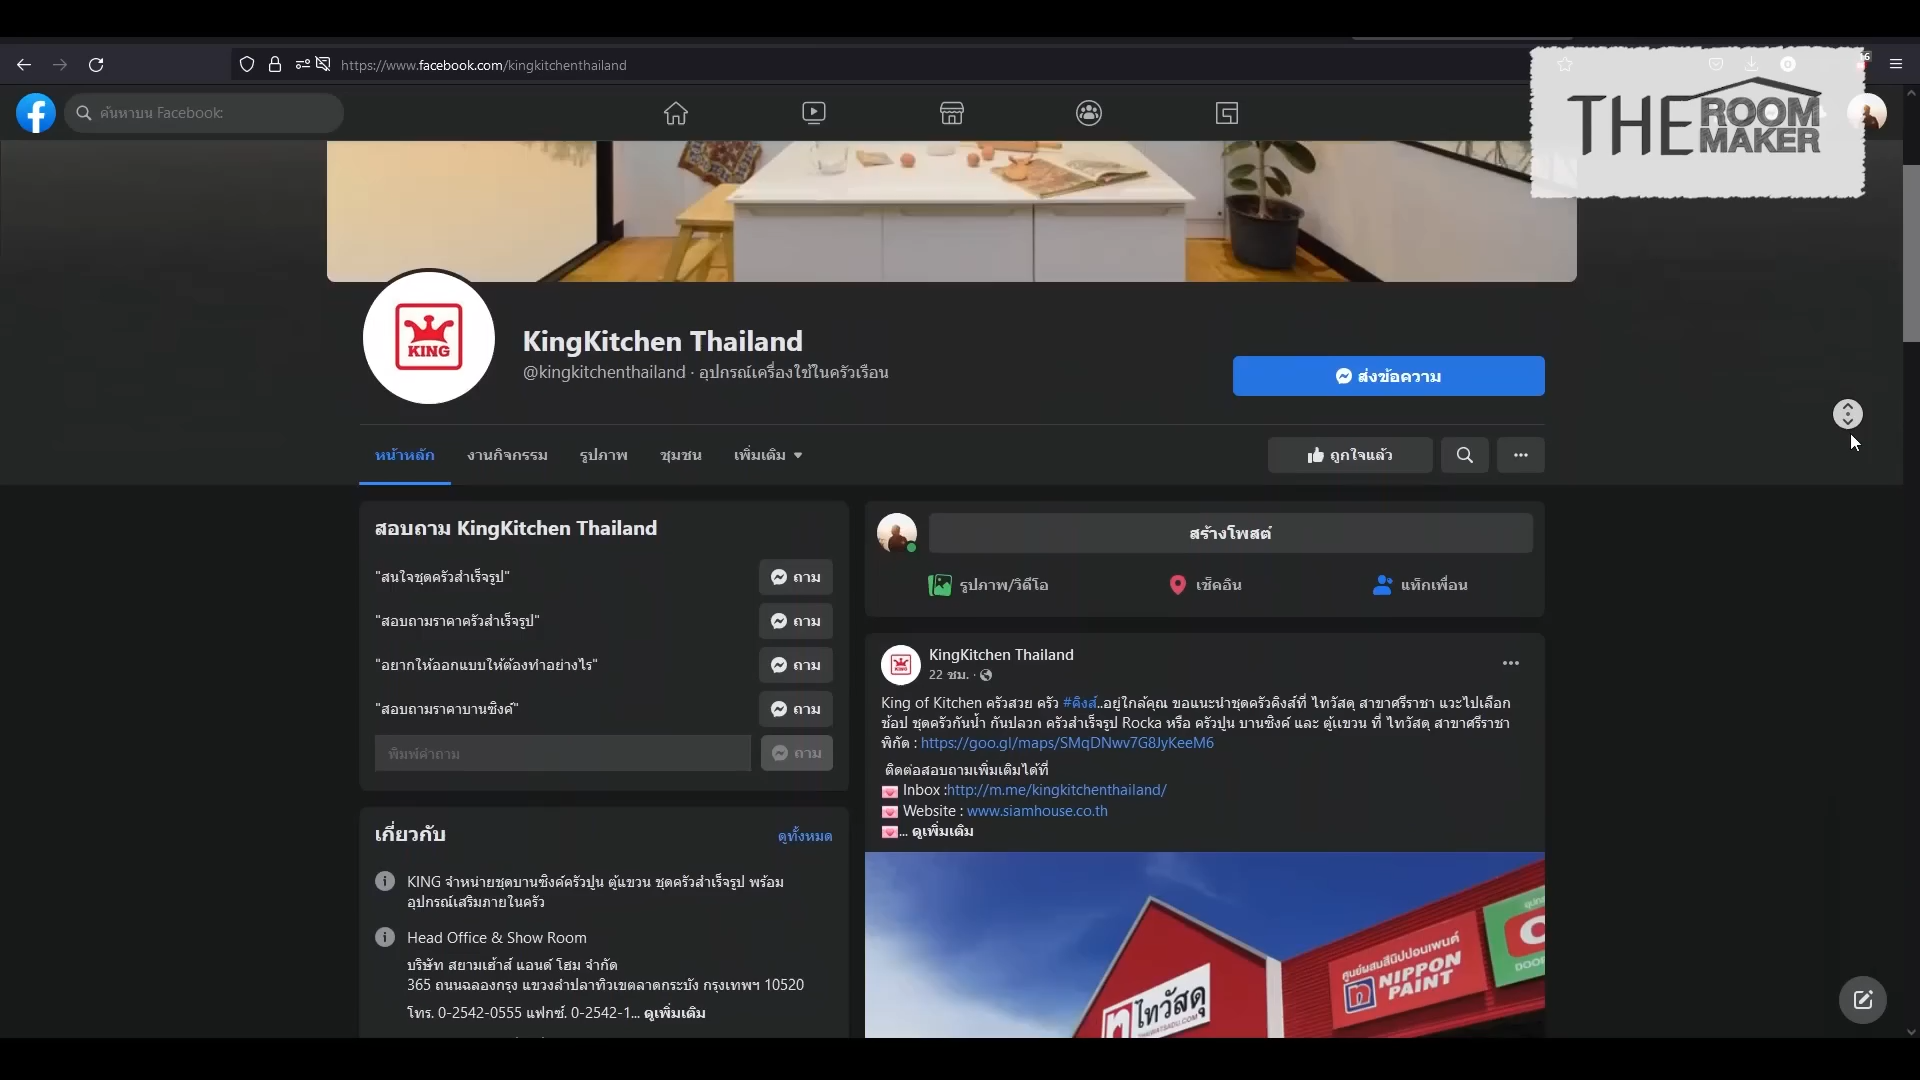 https://www.facebook.com/kingkitchenthailand
THE ROOM MAKER
ค้นหาบน Facebook
KING
KingKitchen Thailand
@kingkitchenthailand · อุปกรณ์เครื่องใช้ในครัวเรือน
ส่งข้อความ
หน้าหลัก งานกิจกรรม รูปภาพ ชุมชน เพิ่มเติม
ถูกใจแล้ว
สอบถาม KingKitchen Thailand
"สนใจชุดครัวสำเร็จรูป" ถาม
"สอบถามราคาครัวสำเร็จรูป" ถาม
"อยากให้ออกแบบให้ต้องทำอย่างไร" ถาม
"สอบถามราคาบานซิงค์" ถาม
พิมพ์คำถาม ถาม
เกี่ยวกับ ดูทั้งหมด
KING จำหน่ายชุดบานซิงค์ครัวปูน ตู้แขวน ชุดครัวสำเร็จรูป พร้อม
อุปกรณ์เสริมภายในครัว
Head Office & Show Room
บริษัท สยามเฮ้าส์ แอนด์ โฮม จำกัด
365 ถนนฉลองกรุง แขวงลำปลาทิวเขตลาดกระบัง กรุงเทพฯ 10520
โทร. 0-2542-0555 แฟกซ์. 0-2542-1... ดูเพิ่มเติม
สร้างโพสต์
รูปภาพ/วิดีโอ เช็คอิน แท็กเพื่อน
KingKitchen Thailand
22 ชม. ·
King of Kitchen ครัวสวย ครัว #คิงส์..อยู่ใกล้คุณ ขอแนะนำชุดครัวคิงส์ที่ ไทวัสดุ สาขาศรีราชา แวะไปเลือก
ช้อป ชุดครัวกันน้ำ กันปลวก ครัวสำเร็จรูป Rocka หรือ ครัวปูน บานซิงค์ และ ตู้แขวน ที่ ไทวัสดุ สาขาศรีราชา
พิกัด : https://goo.gl/maps/SMqDNwv7G8JyKeeM6
ติดต่อสอบถามเพิ่มเติมได้ที่
Inbox :http://m.me/kingkitchenthailand/
Website : www.siamhouse.co.th
... ดูเพิ่มเติม
ไทวัสดุ
ศูนย์ผสมสีนิปปอนเพนต์
NIPPON
PAINT